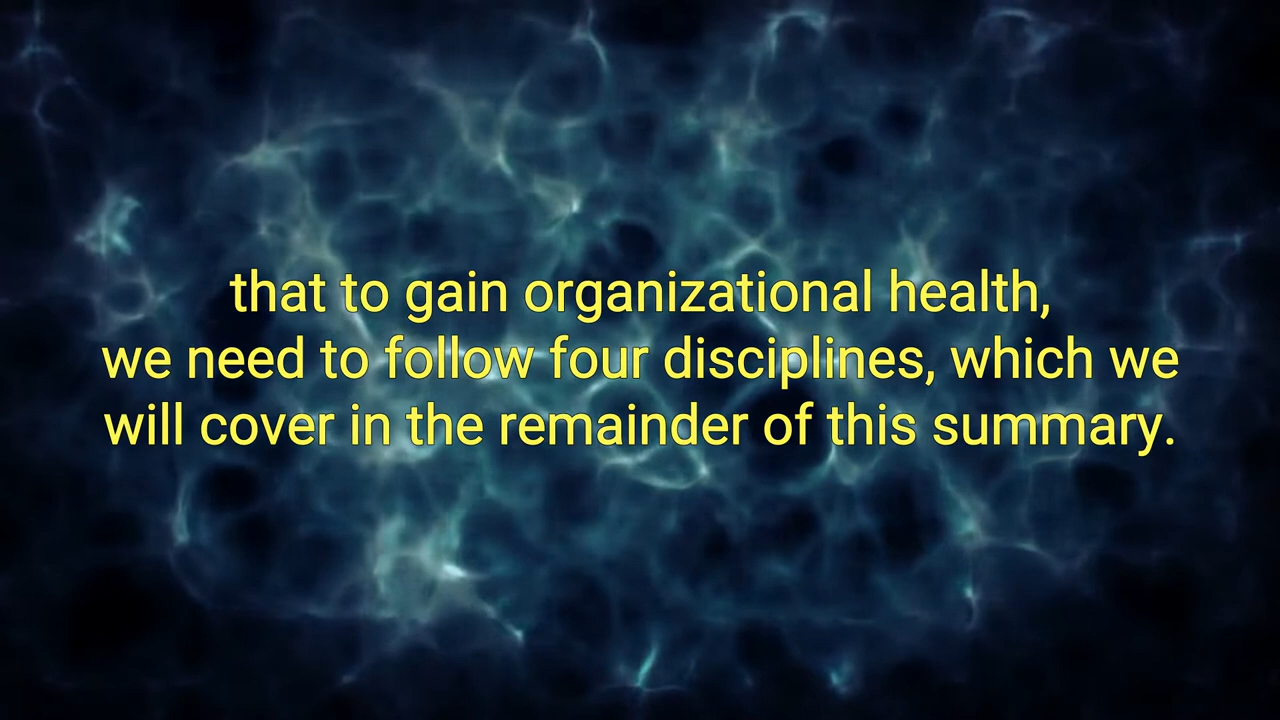 that to gain organizational health,
we need to follow four disciplines, which we
will cover in the remainder of this summary.